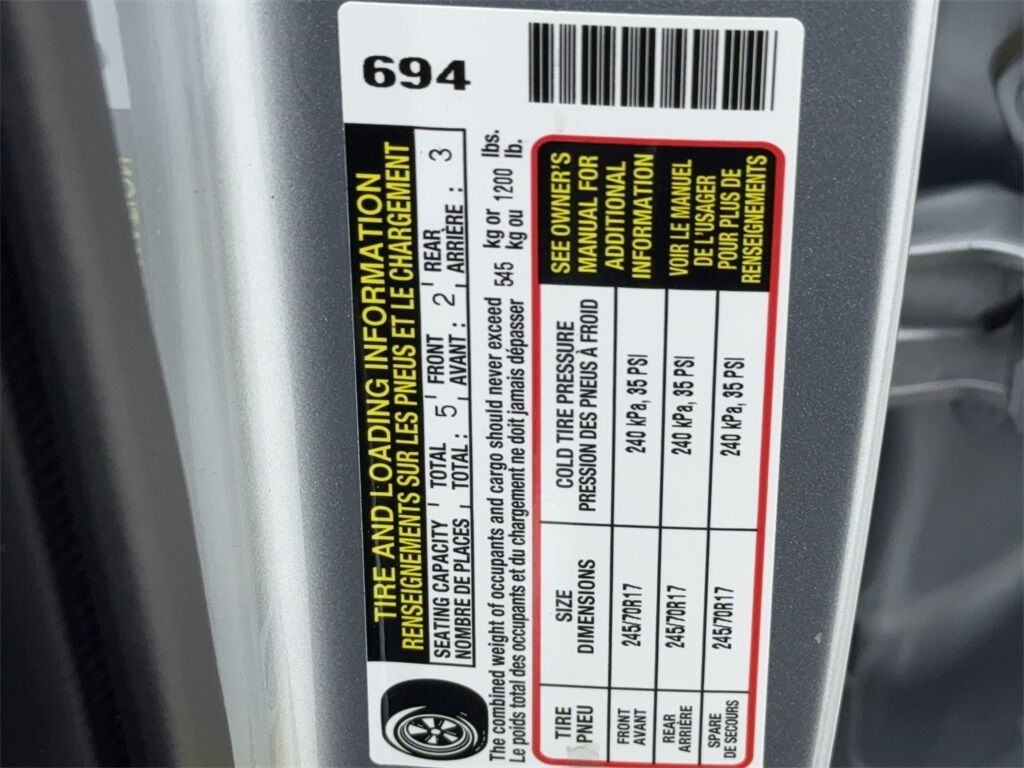 694
TIRE AND LOADING INFORMATION
RENSEIGNEMENTS SUR LES PNEUS ET LE CHARGEMENT
SEATING CAPACITY TOTAL 5 FRONT 2 REAR 3
NOMBRE DE PLACES TOTAL : AVANT : ARRIÈRE :
The combined weight of occupants and cargo should never exceed 545 kg or 1200 lbs.
Le poids total des occupants et du chargement ne doit jamais dépasser kg ou lb.
TIRE SIZE COLD TIRE PRESSURE
PNEU DIMENSIONS PRESSION DES PNEUS À FROID
FRONT 245/70R17 240 kPa, 35 PSI
AVANT
REAR 245/70R17 240 kPa, 35 PSI
ARRIÈRE
SPARE 245/70R17 240 kPa, 35 PSI
DE SECOURS
SEE OWNER'S
MANUAL FOR
ADDITIONAL
INFORMATION
VOIR LE MANUEL
DE L'USAGER
POUR PLUS DE
RENSEIGNEMENTS